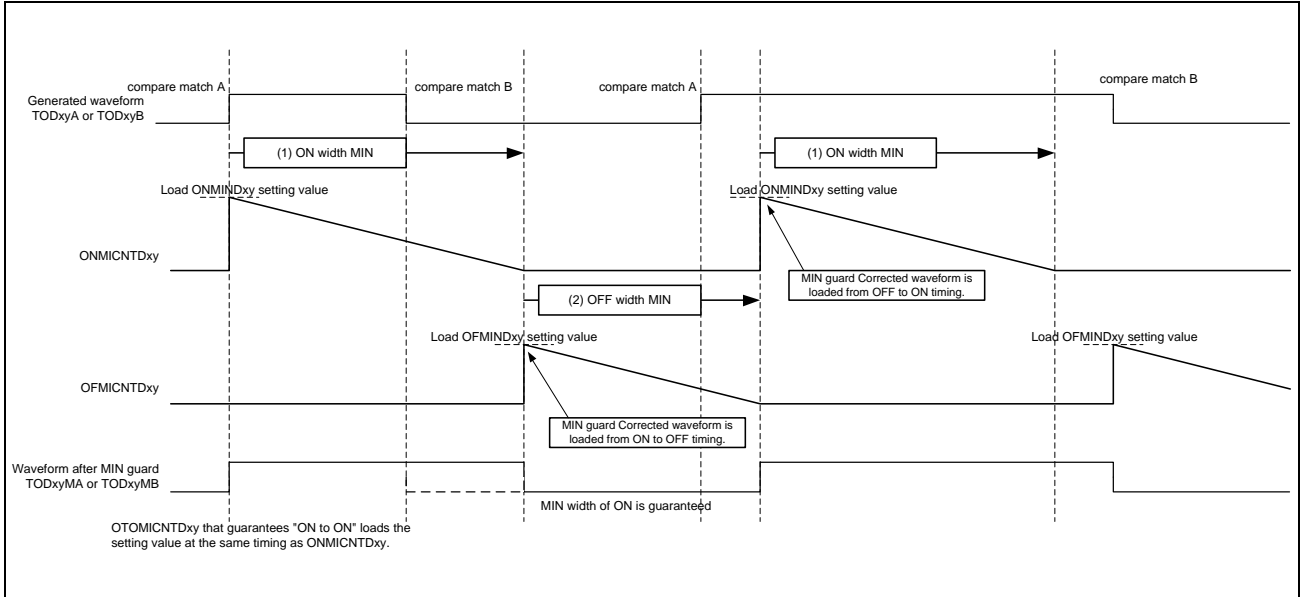 compare match A
compare match B
compare match A
compare match B
Generated waveform
TODxyA or TODxyB
(1) ON width MIN
(1) ON width MIN
Load ONMINDxy setting value
Load ONMINDxy setting value
ONMICNTDxy
MIN guard Corrected waveform is
loaded from OFF to ON timing.
(2) OFF width MIN
Load OFMINDxy setting value
Load OFMINDxy setting value
OFMICNTDxy
MIN guard Corrected waveform is
loaded from ON to OFF timing.
Waveform after MIN guard
TODxyMA or TODxyMB
MIN width of ON is guaranteed
OTOMICNTDxy that guarantees "ON to ON" loads the
setting value at the same timing as ONMICNTDxy.